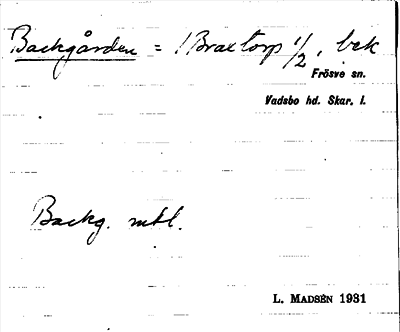 Backgården = /Braxtorp 1/2, bek
Frösve sn.
Vadsbo hd. Skar. l.
Backg. mtl.
L. MADSÉN 1931